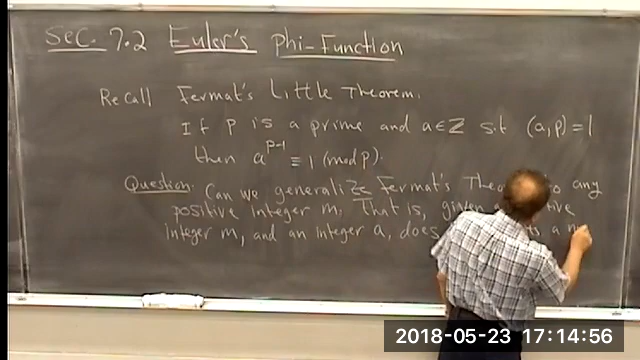 Sec. 7.2 Euler's phi-Function
Recall Fermat's Little Theorem.
If P is a prime and a∈ℤ s.t (a,p)=1
then a^{p-1} ≡ 1 (mod p).
Question. Can we generalize Fermat's to any
positive integer m. That is, given
integer m, and an integer a, does a
2018-05-23 17:14:56